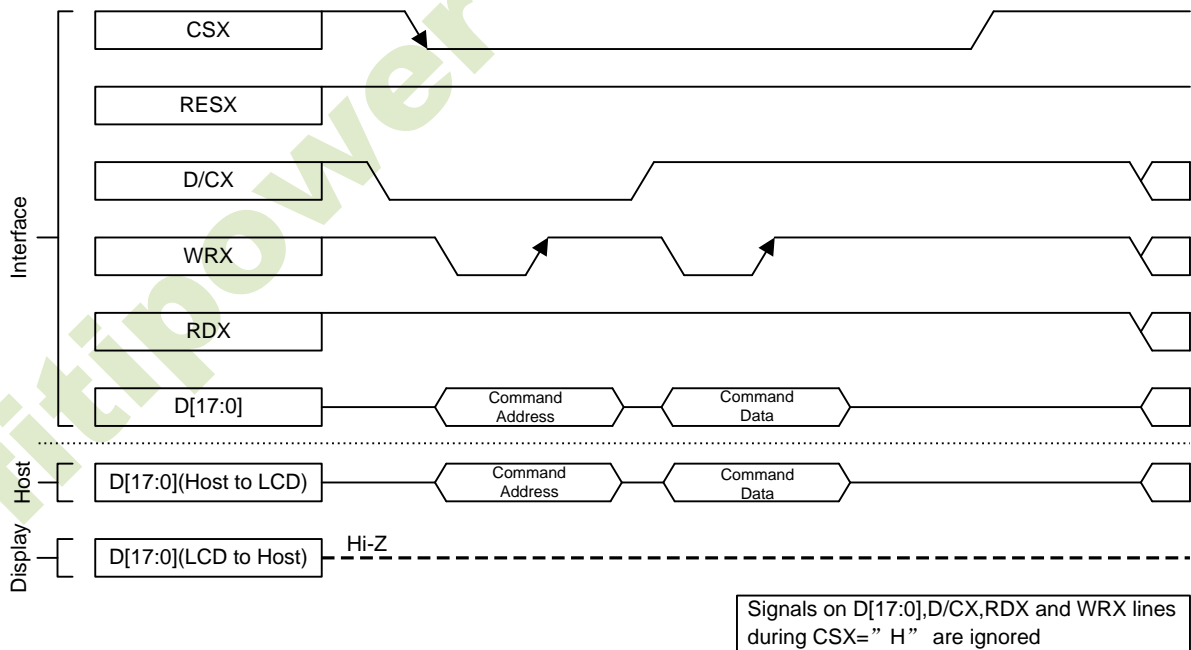 CSX
RESX
D/CX
Interface
WRX
RDX
D[17:0]
Command
Address
Command
Data
Host
D[17:0](Host to LCD)
Command
Address
Command
Data
Display
D[17:0](LCD to Host)
Hi-Z
Signals on D[17:0],D/CX,RDX and WRX lines
during CSX=” H” are ignored
fitipower